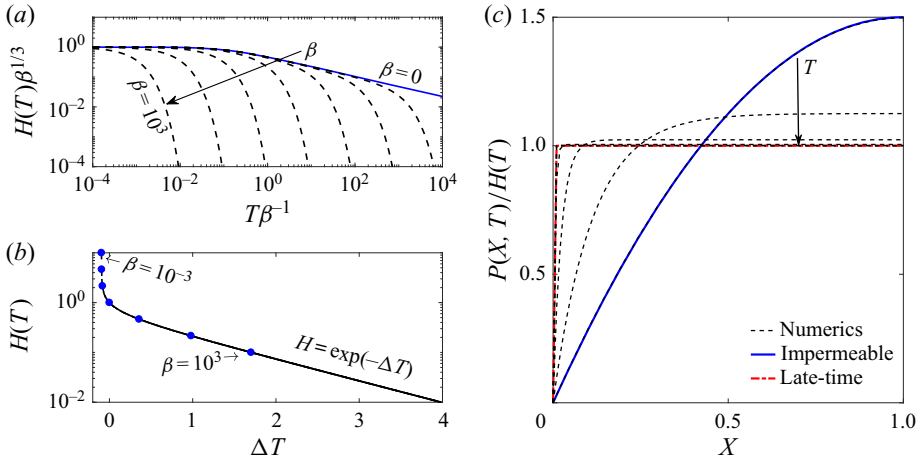 (a)
H(T)β^{1/3}
10^0
10^{-2}
10^{-4}
β
β = 0
β = 10^3
10^{-4}
10^{-2}
10^0
10^2
10^4
Tβ^{-1}
(b)
H(T)
10^0
10^{-2}
β = 10^{-3}
β = 10^3→
H = exp(−ΔT)
0
1
2
3
4
ΔT
(c)
P(X, T)/H(T)
1.5
1.0
0.5
T
Numerics
Impermeable
Late-time
0
0.5
1.0
X